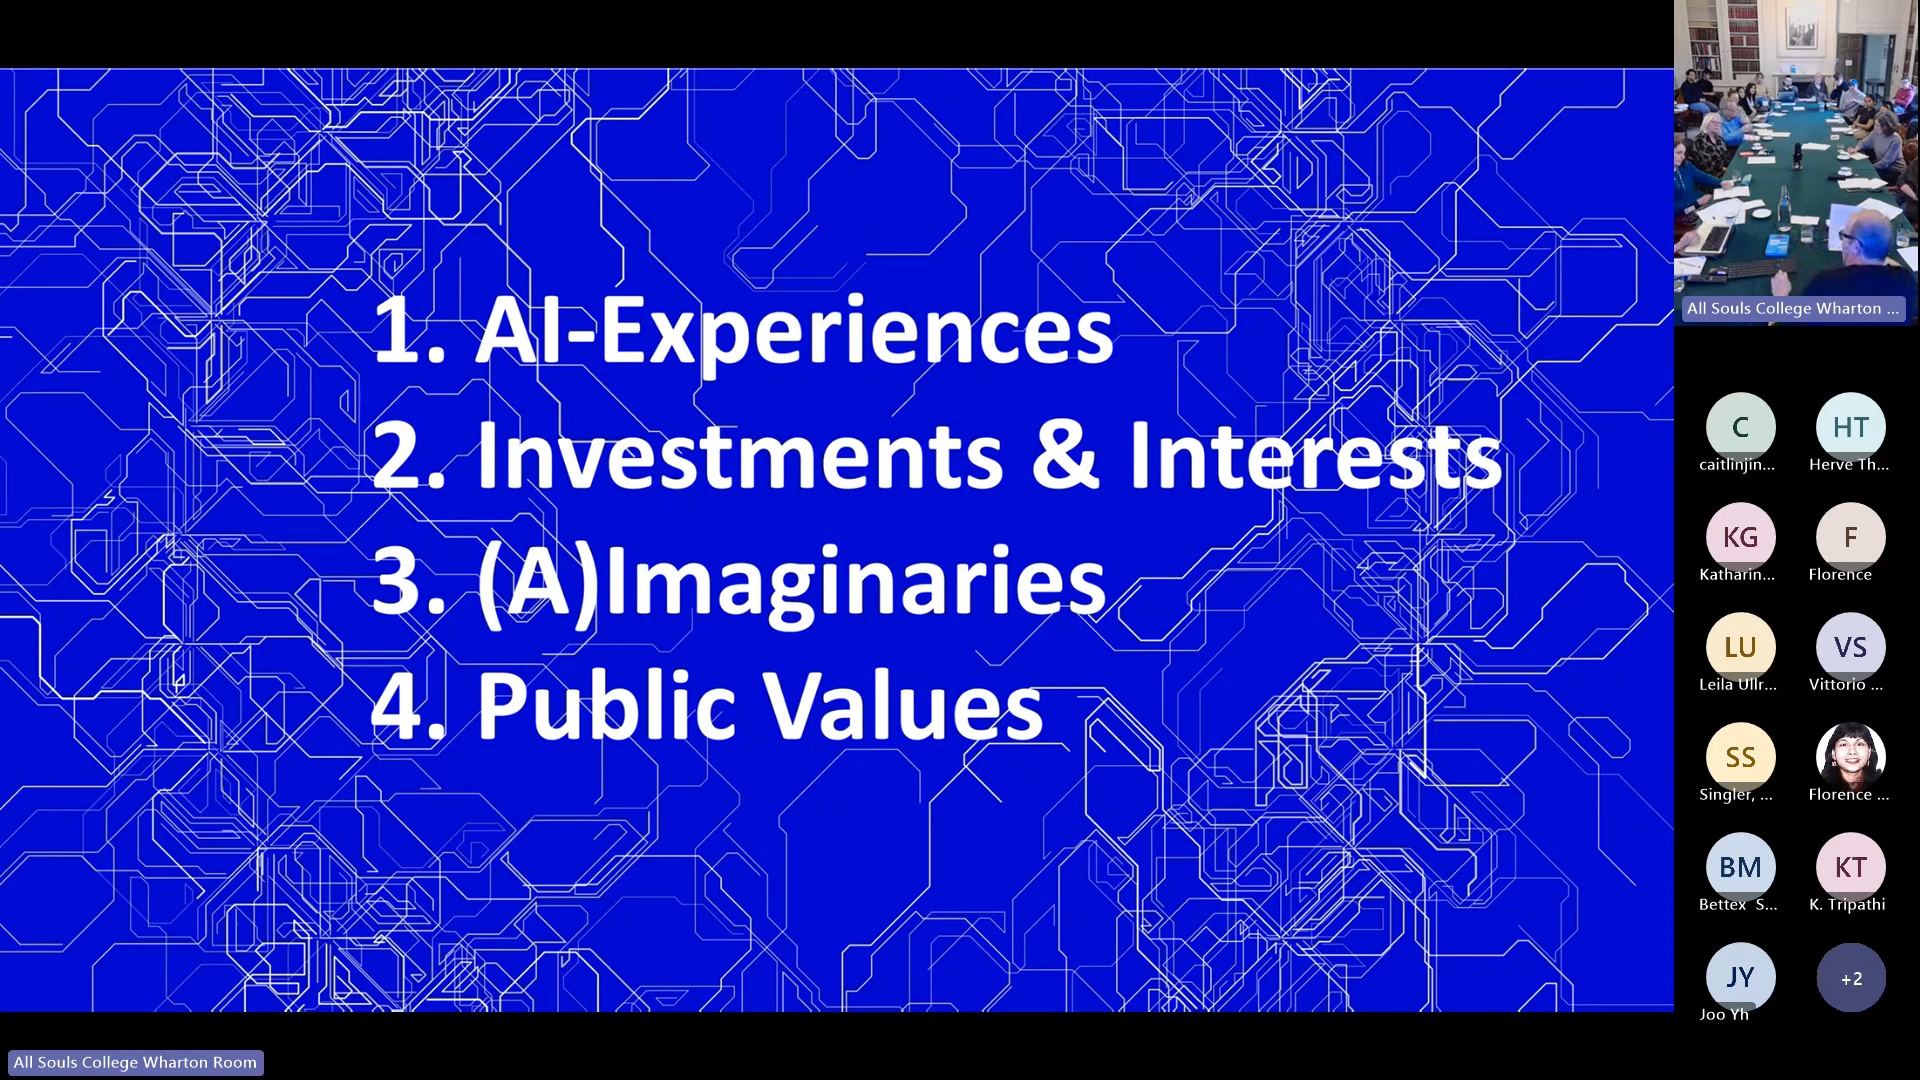 1. AI-Experiences
2. Investments & Interests
3. (A)Imaginaries
4. Public Values
All Souls College Wharton ...
C
caitlinjin...
HT
Herve Th...
KG
Katharin...
F
Florence
LU
Leila Ullr...
VS
Vittorio ...
SS
Singler, ...
Florence ...
BM
Bettex S...
KT
K. Tripathi
JY
Joo Yh
+2
All Souls College Wharton Room